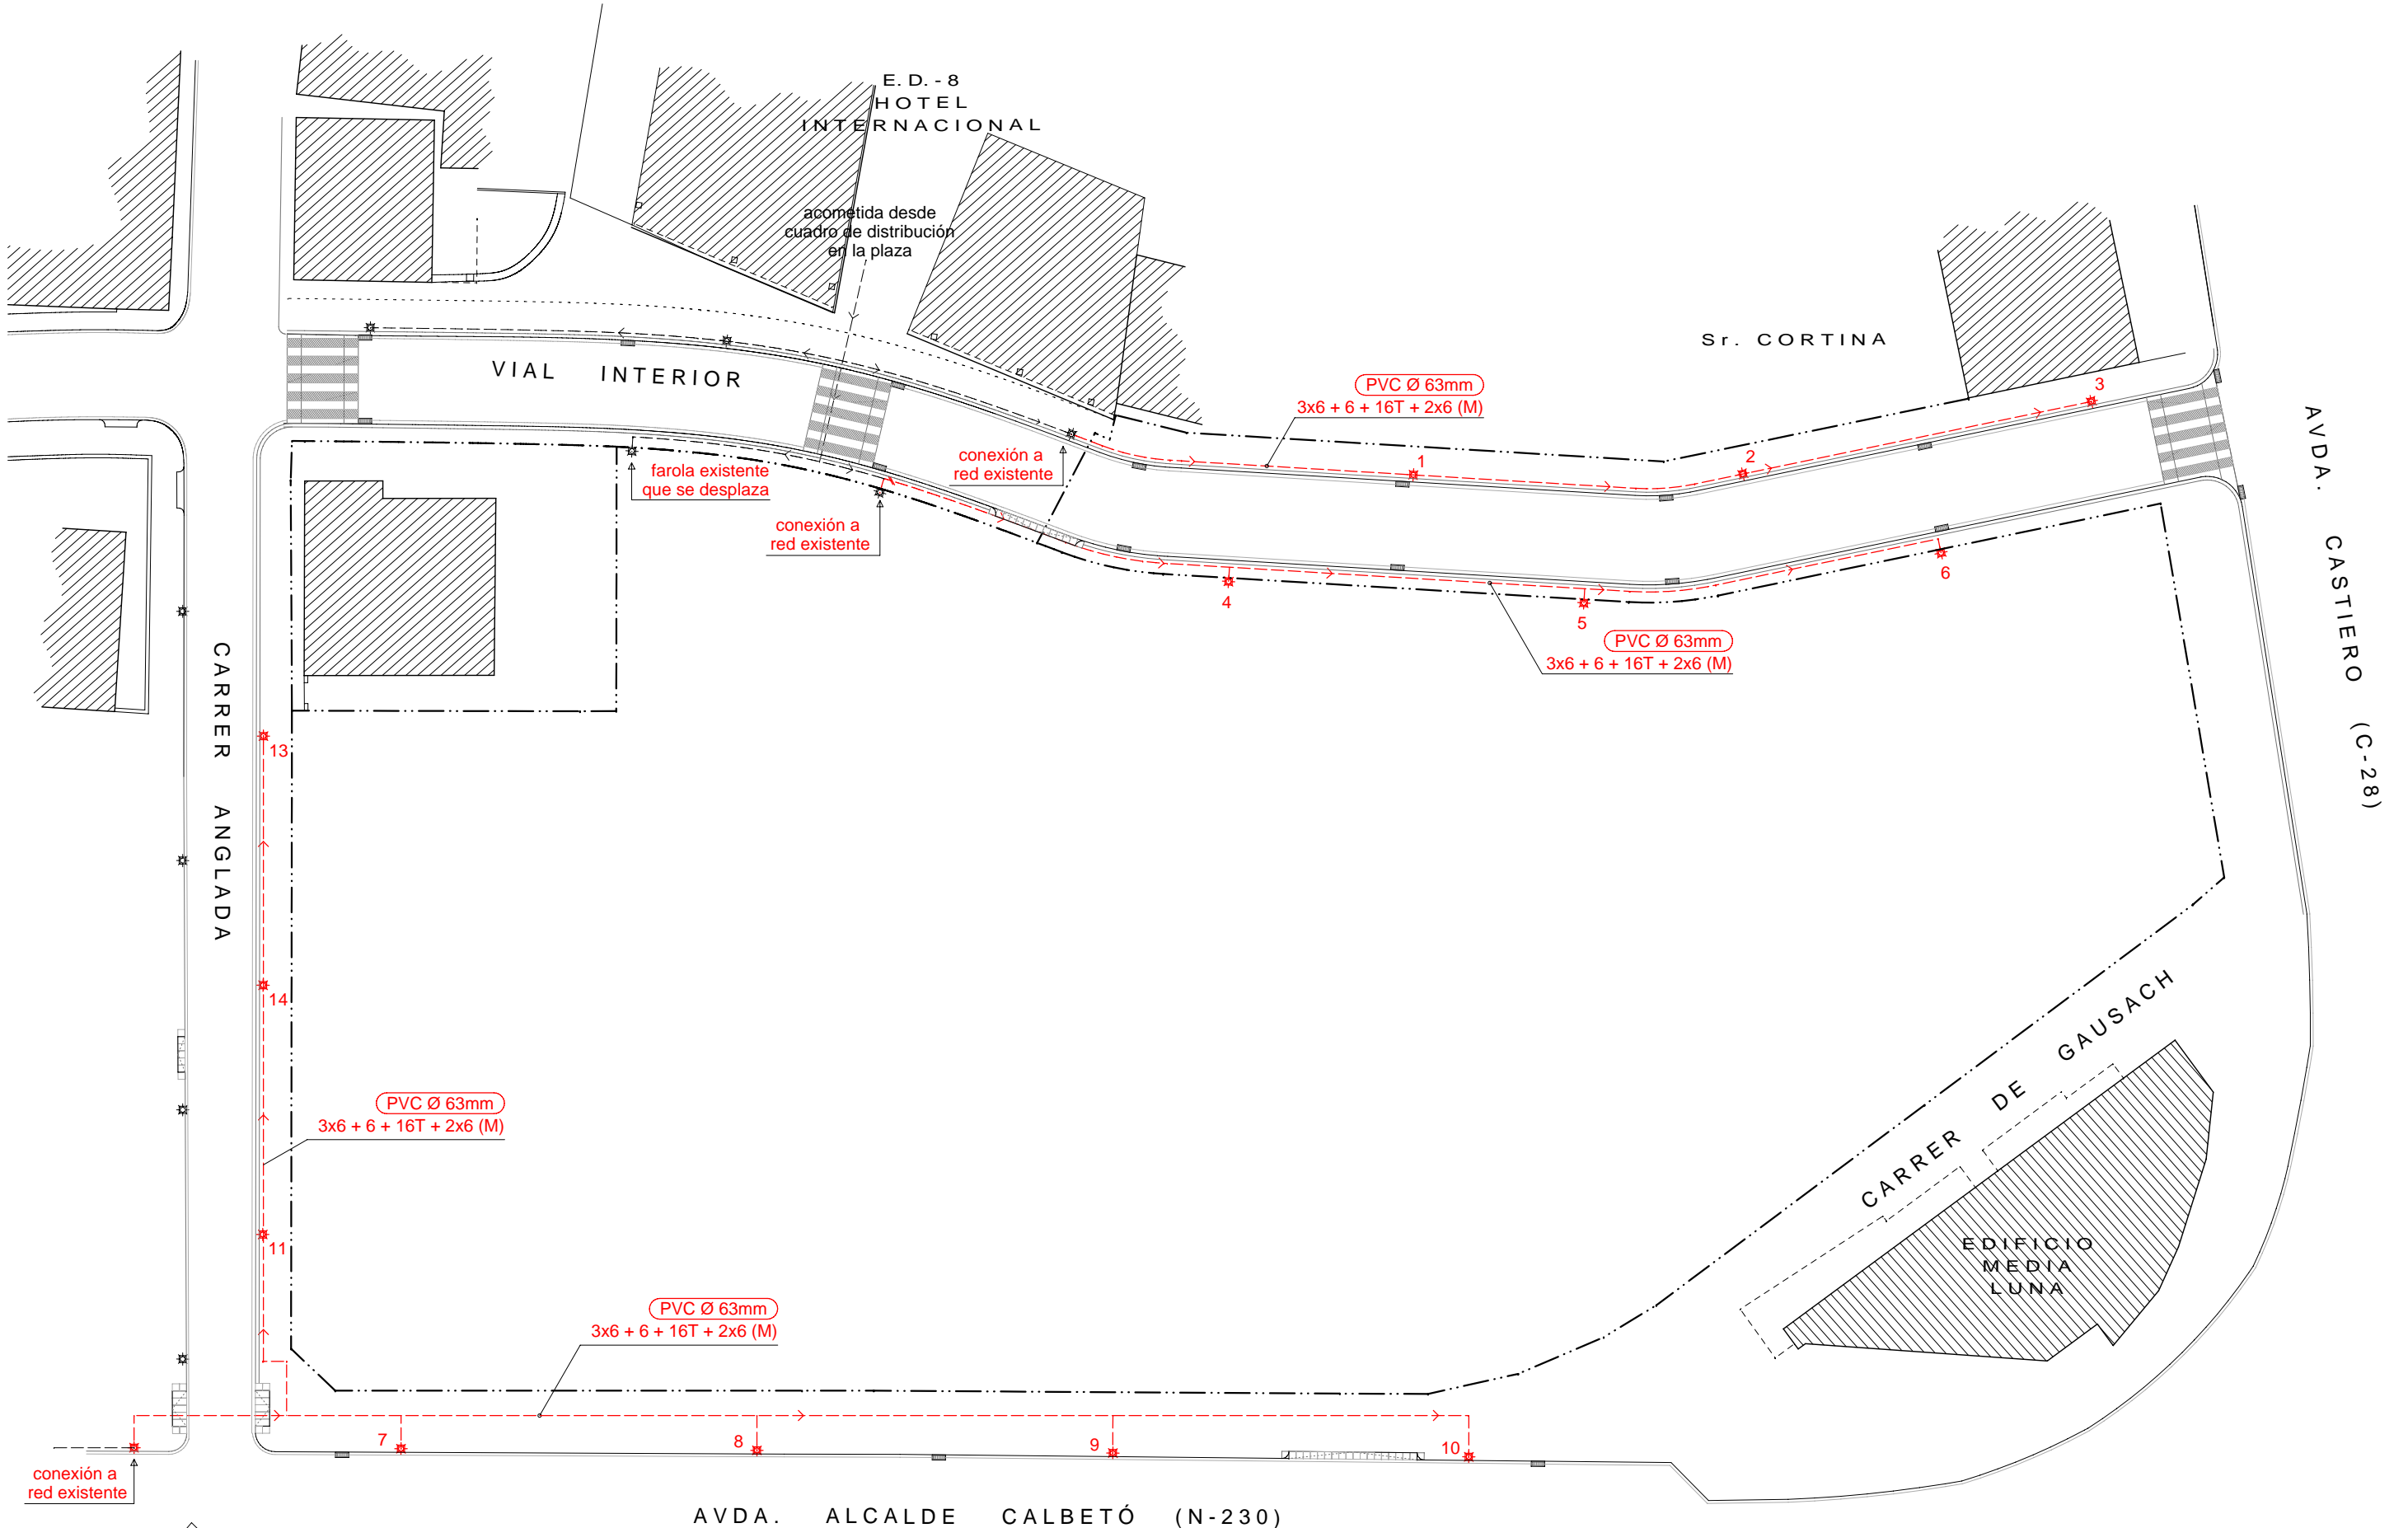 E.D.-8
HOTEL
INTERNACIONAL
acometida desde
cuadro de distribución
en la plaza
Sr. CORTINA
VIAL INTERIOR
PVC Ø 63mm
3x6 + 6 + 16T + 2x6 (M)
3
AVDA. CASTIERO (C-28)
farola existente
que se desplaza
conexión a
red existente
1
2
conexión a
red existente
4
5
6
PVC Ø 63mm
3x6 + 6 + 16T + 2x6 (M)
CARRER ANGLADA
13
14
PVC Ø 63mm
3x6 + 6 + 16T + 2x6 (M)
11
CARRER DE GAUSACH
EDIFICIO
MEDIA
LUNA
PVC Ø 63mm
3x6 + 6 + 16T + 2x6 (M)
7
8
9
10
conexión a
red existente
AVDA. ALCALDE CALBETÓ (N-230)